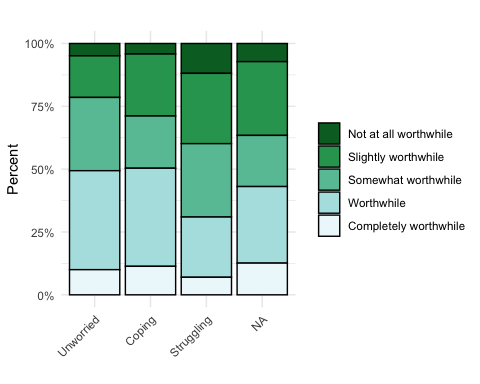 100%
75%
50%
25%
0%
Percent
Unworried
Coping
Struggling
NA
Not at all worthwhile
Slightly worthwhile
Somewhat worthwhile
Worthwhile
Completely worthwhile